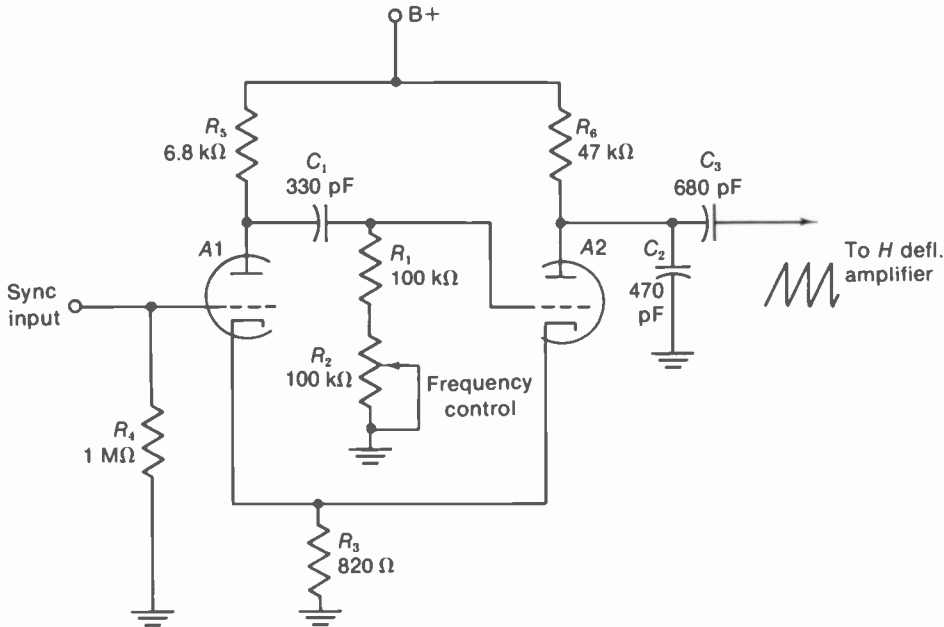 B+
R₅
6.8 kΩ
R₆
47 kΩ
C₁
330 pF
C₃
680 pF
A1
R₁
100 kΩ
A2
C₂
470
pF
To H defl.
amplifier
Sync
input
R₂
100 kΩ
Frequency
control
R₄
1 MΩ
R₃
820 Ω